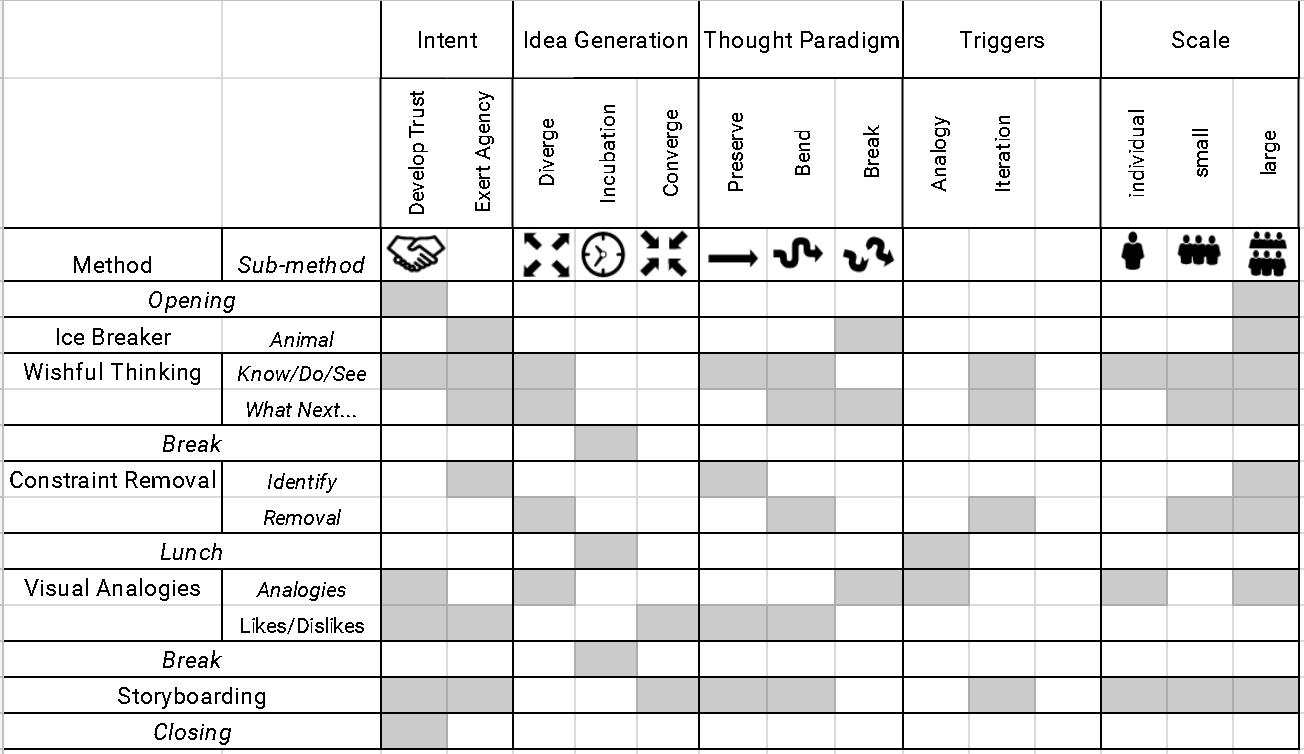 Intent Idea Generation Thought Paradigm Triggers Scale
Develop Trust Exert Agency Diverge Incubation Converge Preserve Bend Break Analogy Iteration individual small large
Method Sub-method
Opening
Ice Breaker Animal
Wishful Thinking Know/Do/See
What Next...
Break
Constraint Removal Identify
Removal
Lunch
Visual Analogies Analogies
Likes/Dislikes
Break
Storyboarding
Closing